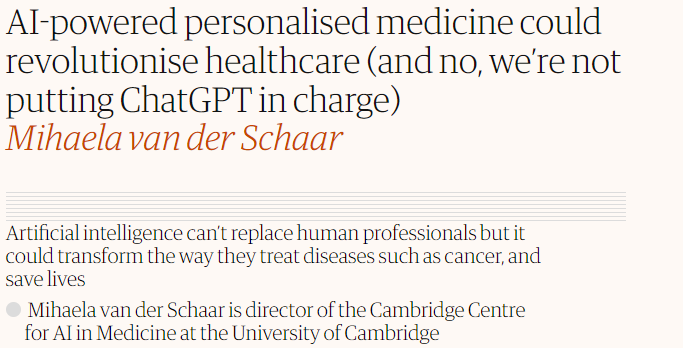 AI-powered personalised medicine could
revolutionise healthcare (and no, we’re not
putting ChatGPT in charge)
Mihaela van der Schaar
Artificial intelligence can’t replace human professionals but it
could transform the way they treat diseases such as cancer, and
save lives
Mihaela van der Schaar is director of the Cambridge Centre
for AI in Medicine at the University of Cambridge